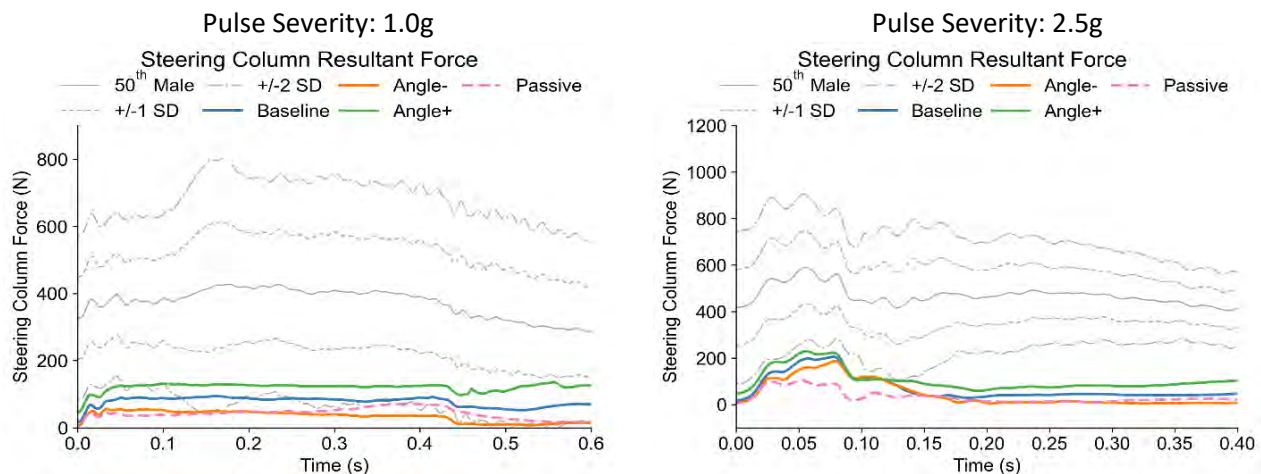 Pulse Severity: 1.0g
Steering Column Resultant Force
50th Male +/-2 SD Angle- Passive
+/-1 SD Baseline Angle+
Steering Column Force (N)
800
600
400
200
0
0.0 0.1 0.2 0.3 0.4 0.5 0.6
Time (s)
Pulse Severity: 2.5g
Steering Column Resultant Force
50th Male +/-2 SD Angle- Passive
+/-1 SD Baseline Angle+
Steering Column Force (N)
1200
1000
800
600
400
200
0
0.00 0.05 0.10 0.15 0.20 0.25 0.30 0.35 0.40
Time (s)